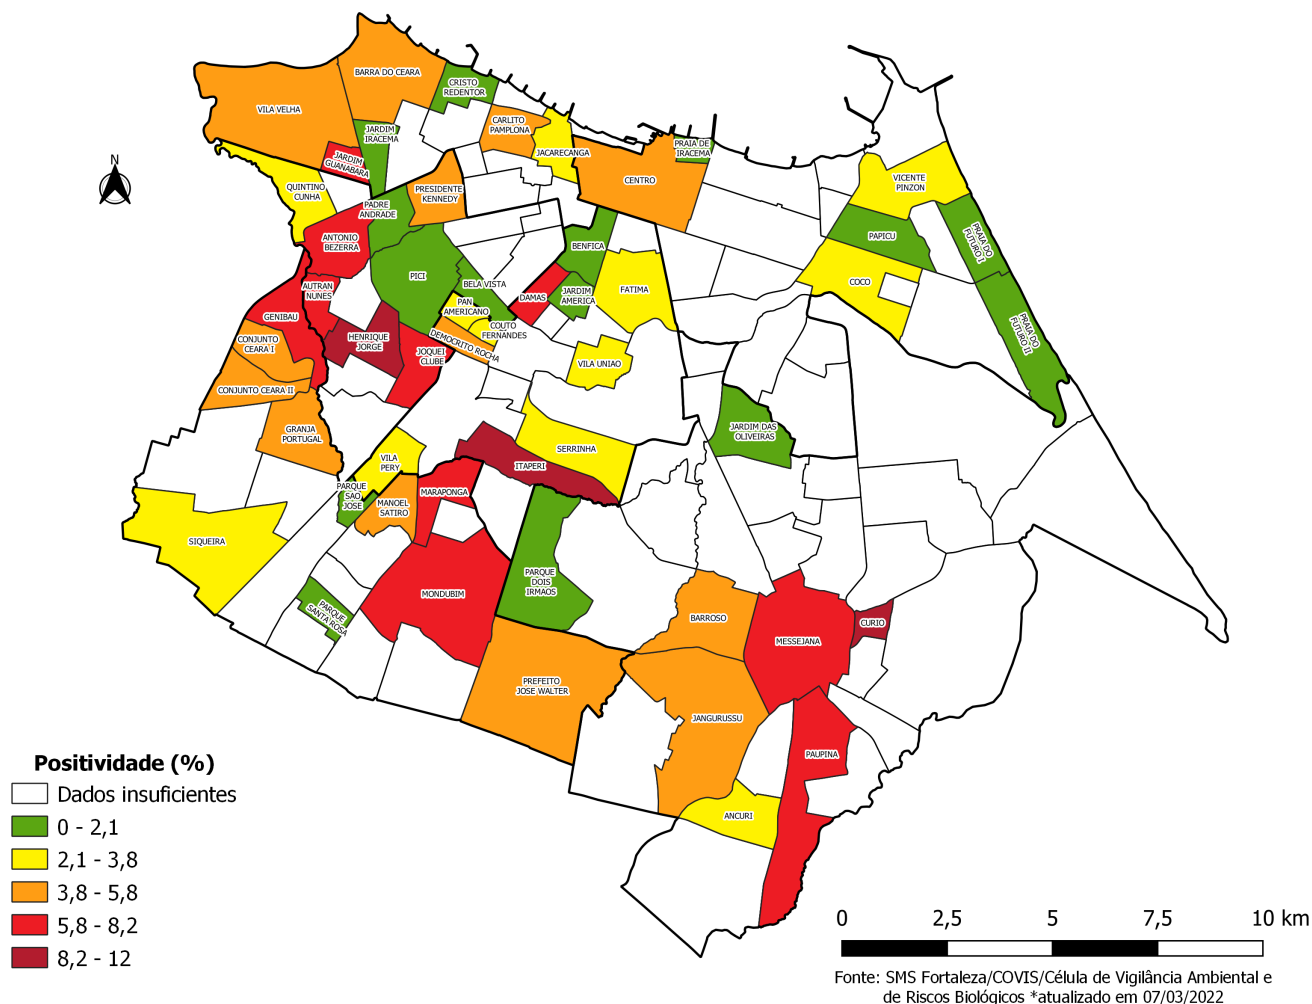 BARRA DO CEARA
CRISTO
REDENTOR
VILA VELHA
CARLITO
PAMPLONA
JARDIM
IRACEMA
JACARECANGA
PRAIA DE
IRACEMA
JARDIM
GUANABARA
N
VICENTE
PINZON
CENTRO
QUINTINO
CUNHA
PRESIDENTE
KENNEDY
PADRE
ANDRADE
ANTONIO
BEZERRA
BENFICA
PAPICU
PRAIA DO
FUTURO I
PICI
BELA VISTA
COCO
AUTRAN
NUNES
DAMAS
JARDIM
AMERICA
FATIMA
PAN
AMERICANO
GENIBAU
COUTO
FERNANDES
PRAIA DO
FUTURO II
HENRIQUE
JORGE
DEMOCRITO ROCHA
CONJUNTO
CEARA I
JOQUEI
CLUBE
VILA UNIAO
CONJUNTO CEARA II
GRANJA
PORTUGAL
JARDIM DAS
OLIVEIRAS
SERRINHA
VILA
PERY
ITAPERI
PARQUE
SAO
JOSE
MARAPONGA
MANOEL
SATIRO
SIQUEIRA
PARQUE
DOIS
IRMAOS
MONDUBIM
PARQUE
SANTA ROSA
BARROSO
CURIO
MESSEJANA
PREFEITO
JOSE WALTER
JANGURUSSU
PAUPINA
ANCURI
Positividade (%)
Dados insuficientes
0 - 2,1
2,1 - 3,8
3,8 - 5,8
5,8 - 8,2
8,2 - 12
0 2,5 5 7,5 10 km
Fonte: SMS Fortaleza/COVIS/Célula de Vigilância Ambiental e
de Riscos Biológicos *atualizado em 07/03/2022